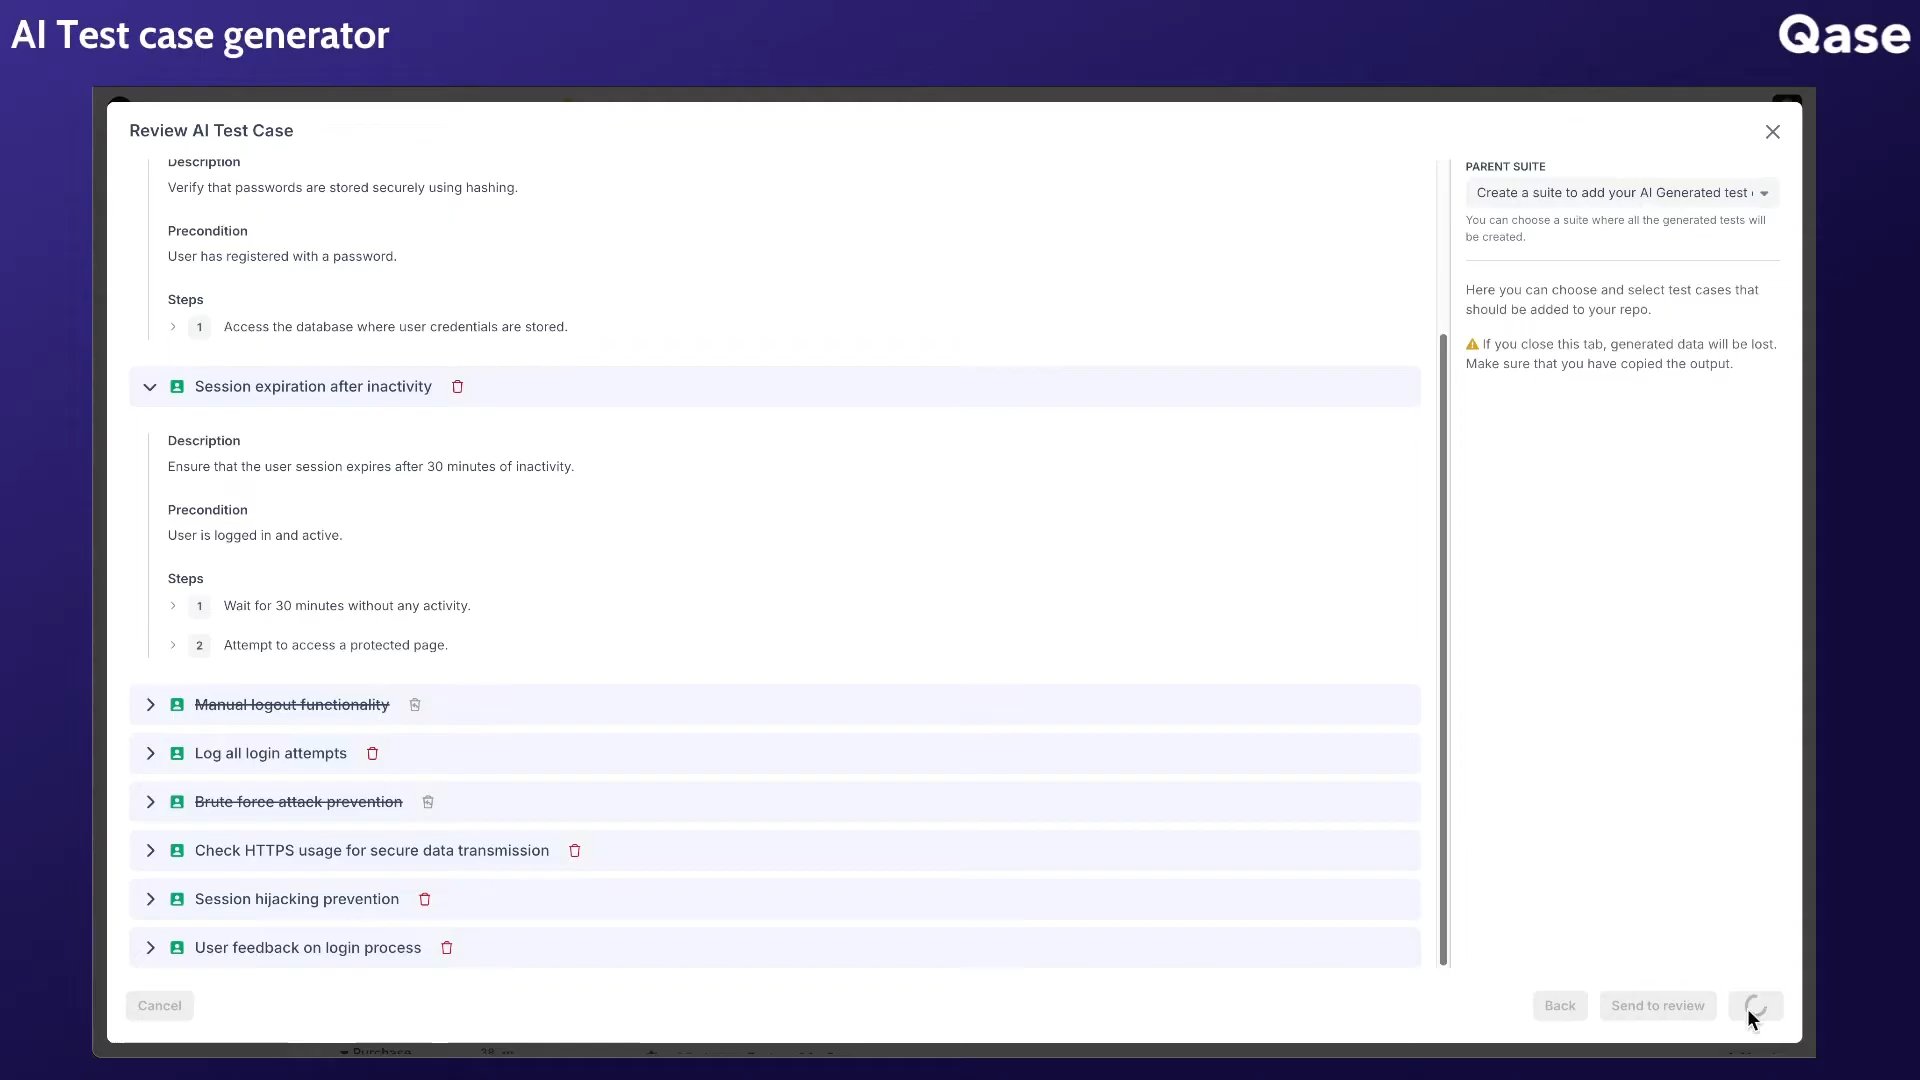 AI Test case generator
Qase
Review AI Test Case
Description
Verify that passwords are stored securely using hashing.
Precondition
User has registered with a password.
Steps
1 Access the database where user credentials are stored.
Session expiration after inactivity
Description
Ensure that the user session expires after 30 minutes of inactivity.
Precondition
User is logged in and active.
Steps
1 Wait for 30 minutes without any activity.
2 Attempt to access a protected page.
Manual logout functionality
Log all login attempts
Brute force attack prevention
Check HTTPS usage for secure data transmission
Session hijacking prevention
User feedback on login process
PARENT SUITE
Create a suite to add your AI Generated test
You can choose a suite where all the generated tests will
be created.
Here you can choose and select test cases that
should be added to your repo.
If you close this tab, generated data will be lost.
Make sure that you have copied the output.
Cancel
Back
Send to review
Purchase